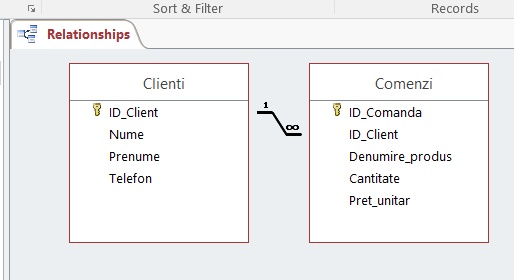 Sort & Filter
Records
Relationships
Clienti
ID_Client
Nume
Prenume
Telefon
1
∞
Comenzi
ID_Comanda
ID_Client
Denumire_produs
Cantitate
Pret_unitar